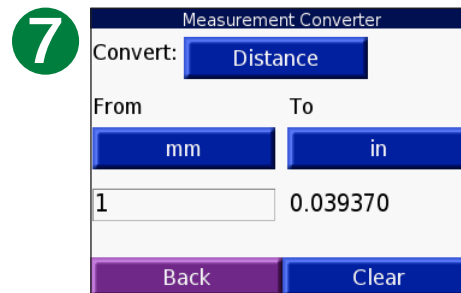 7
Measurement Converter
Convert: Distance
From To
mm in
1 0.039370
Back Clear